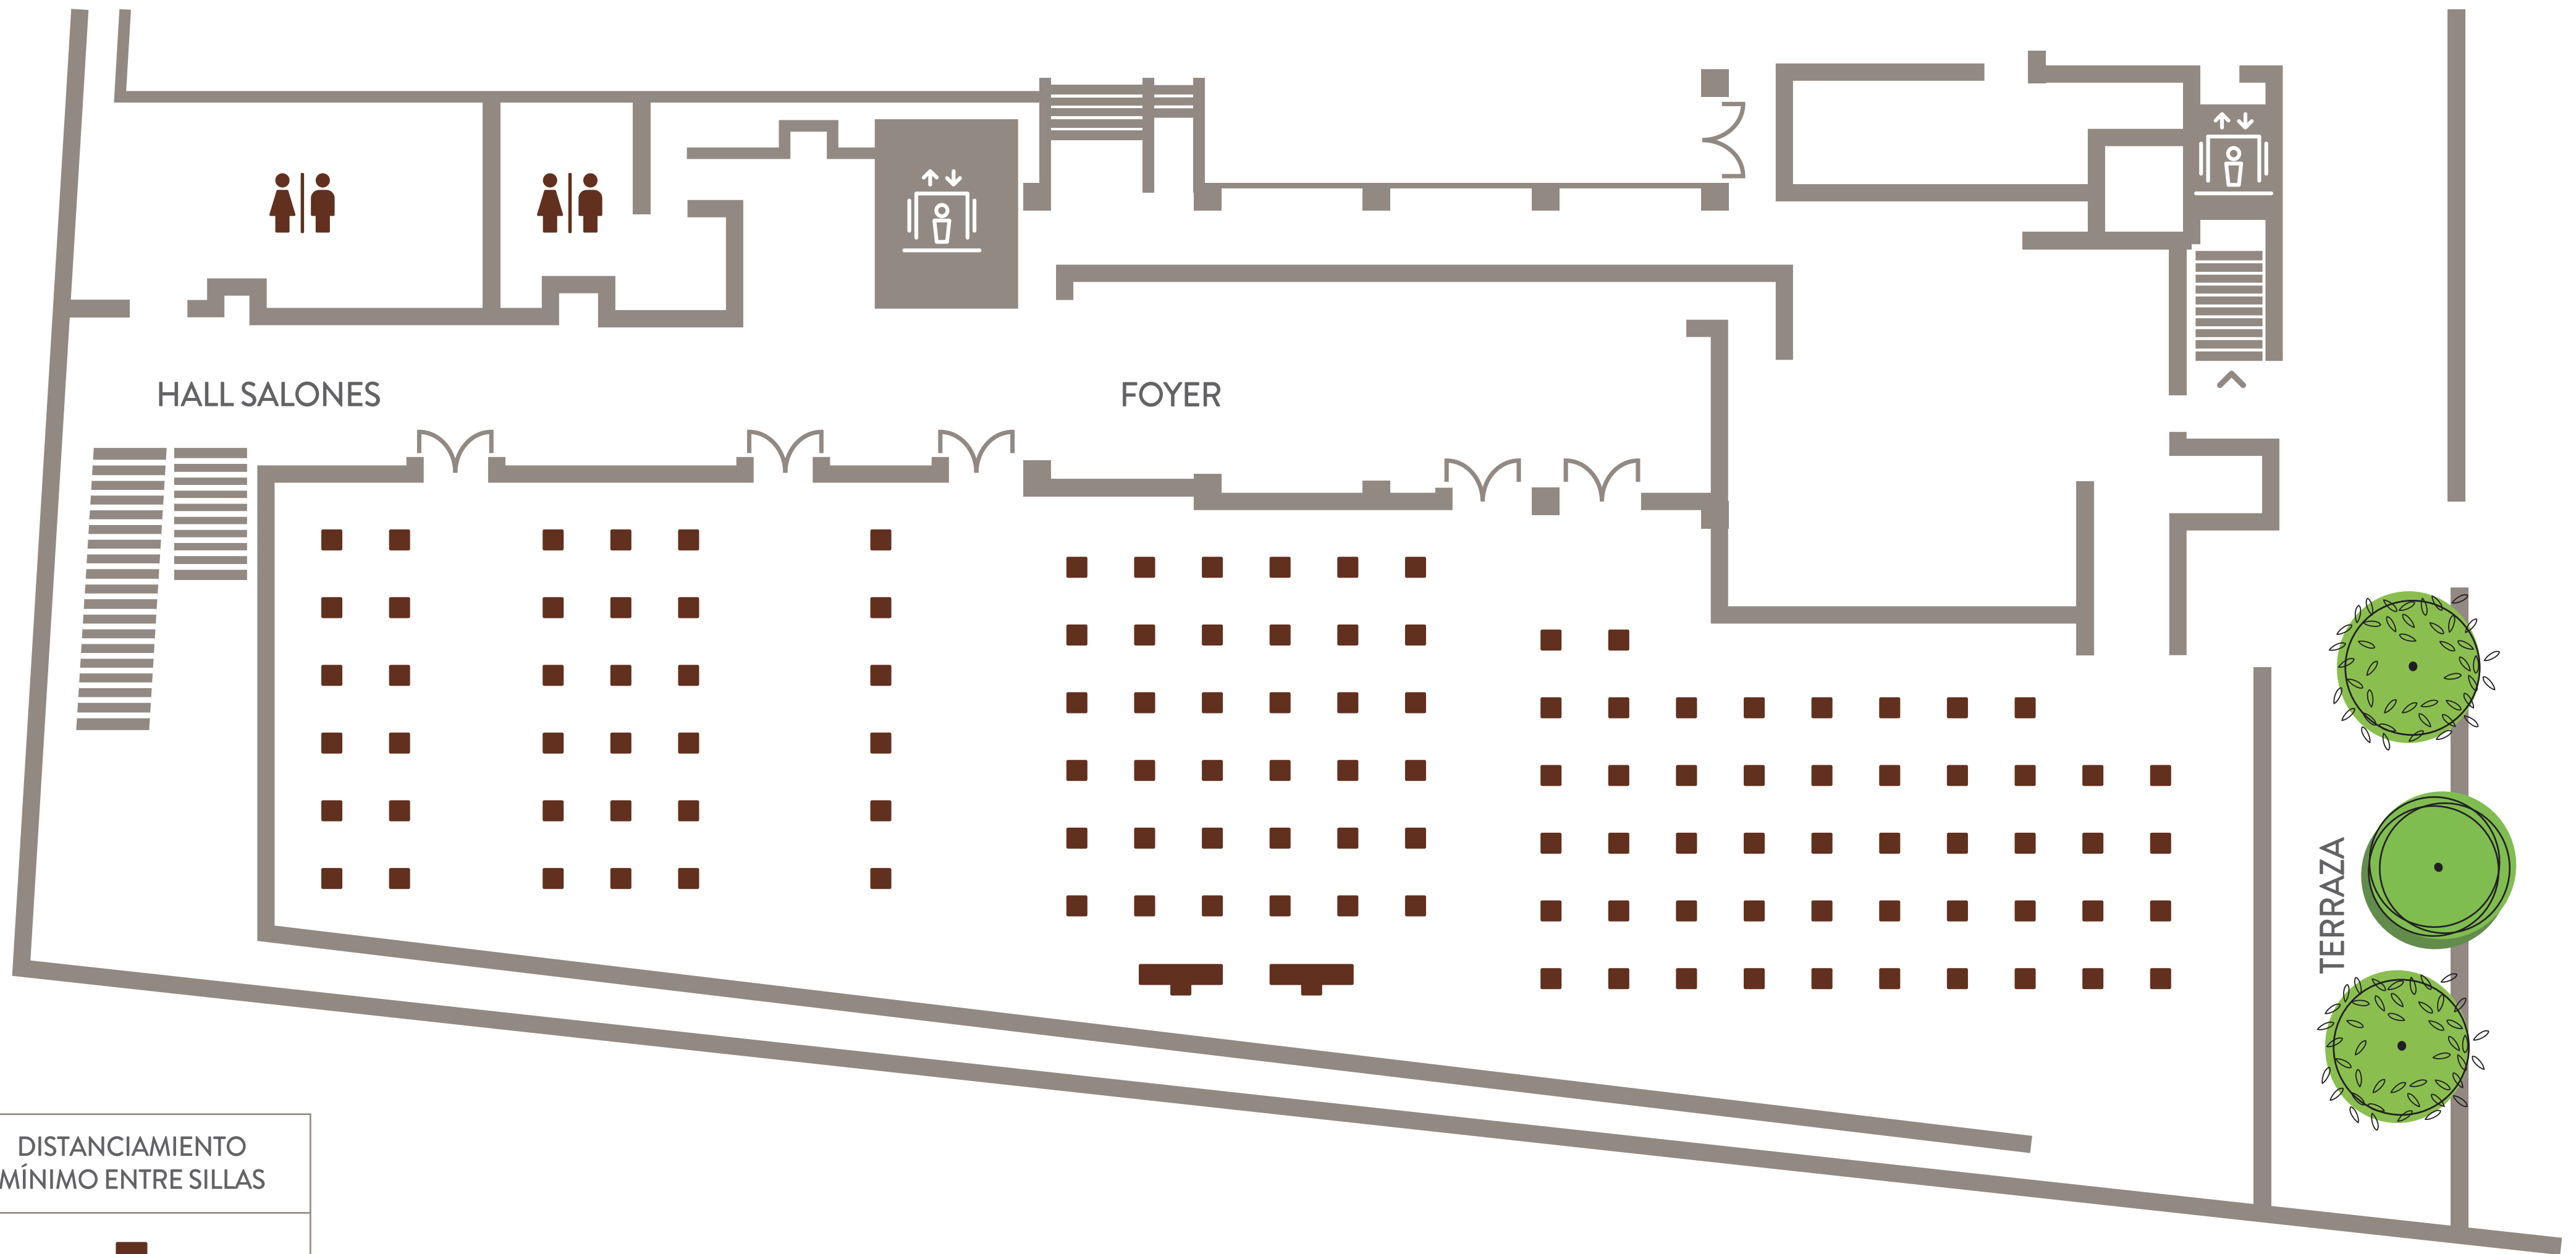 HALL SALONES
FOYER
TERRAZA
DISTANCIAMIENTO
MÍNIMO ENTRE SILLAS